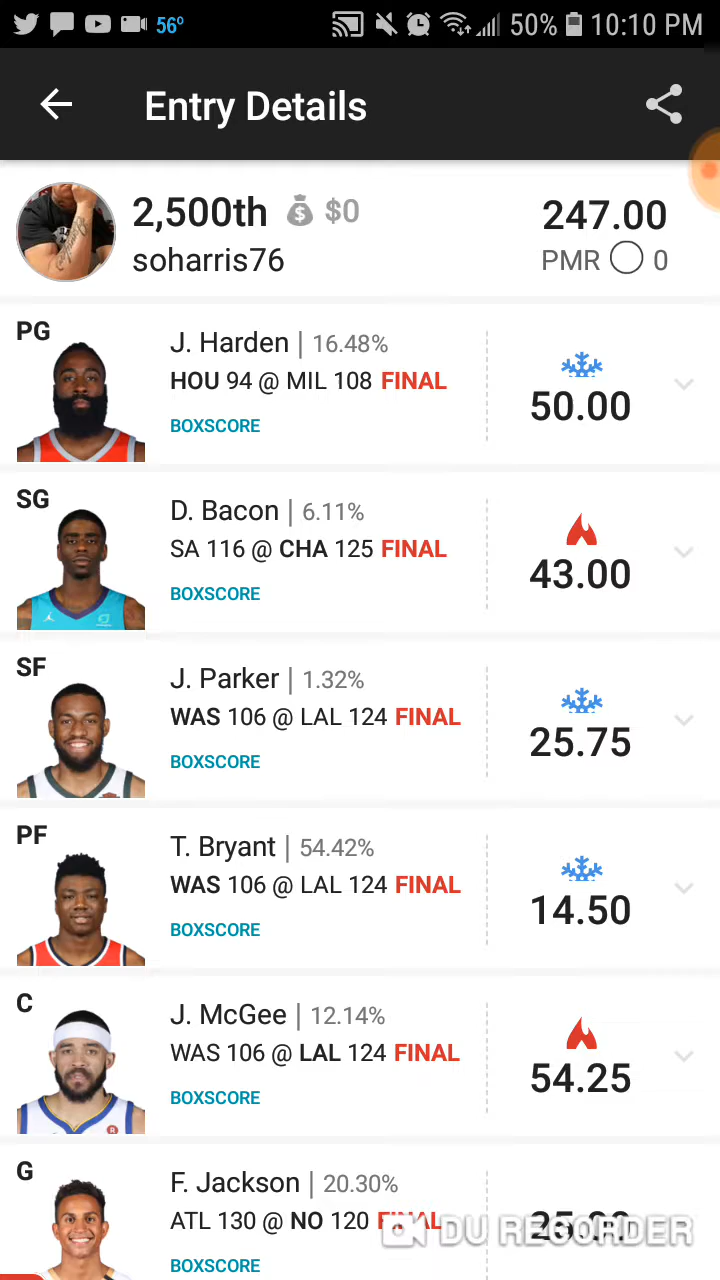 56° 50% 10:10 PM
Entry Details
2,500th $0 247.00
soharris76 PMR 0
PG J. Harden | 16.48%
HOU 94 @ MIL 108 FINAL 50.00
BOXSCORE
SG D. Bacon | 6.11%
SA 116 @ CHA 125 FINAL 43.00
BOXSCORE
SF J. Parker | 1.32%
WAS 106 @ LAL 124 FINAL 25.75
BOXSCORE
PF T. Bryant | 54.42%
WAS 106 @ LAL 124 FINAL 14.50
BOXSCORE
C J. McGee | 12.14%
WAS 106 @ LAL 124 FINAL 54.25
BOXSCORE
G F. Jackson | 20.30%
ATL 130 @ NO 120 FINAL
DU RECORDER
BOXSCORE